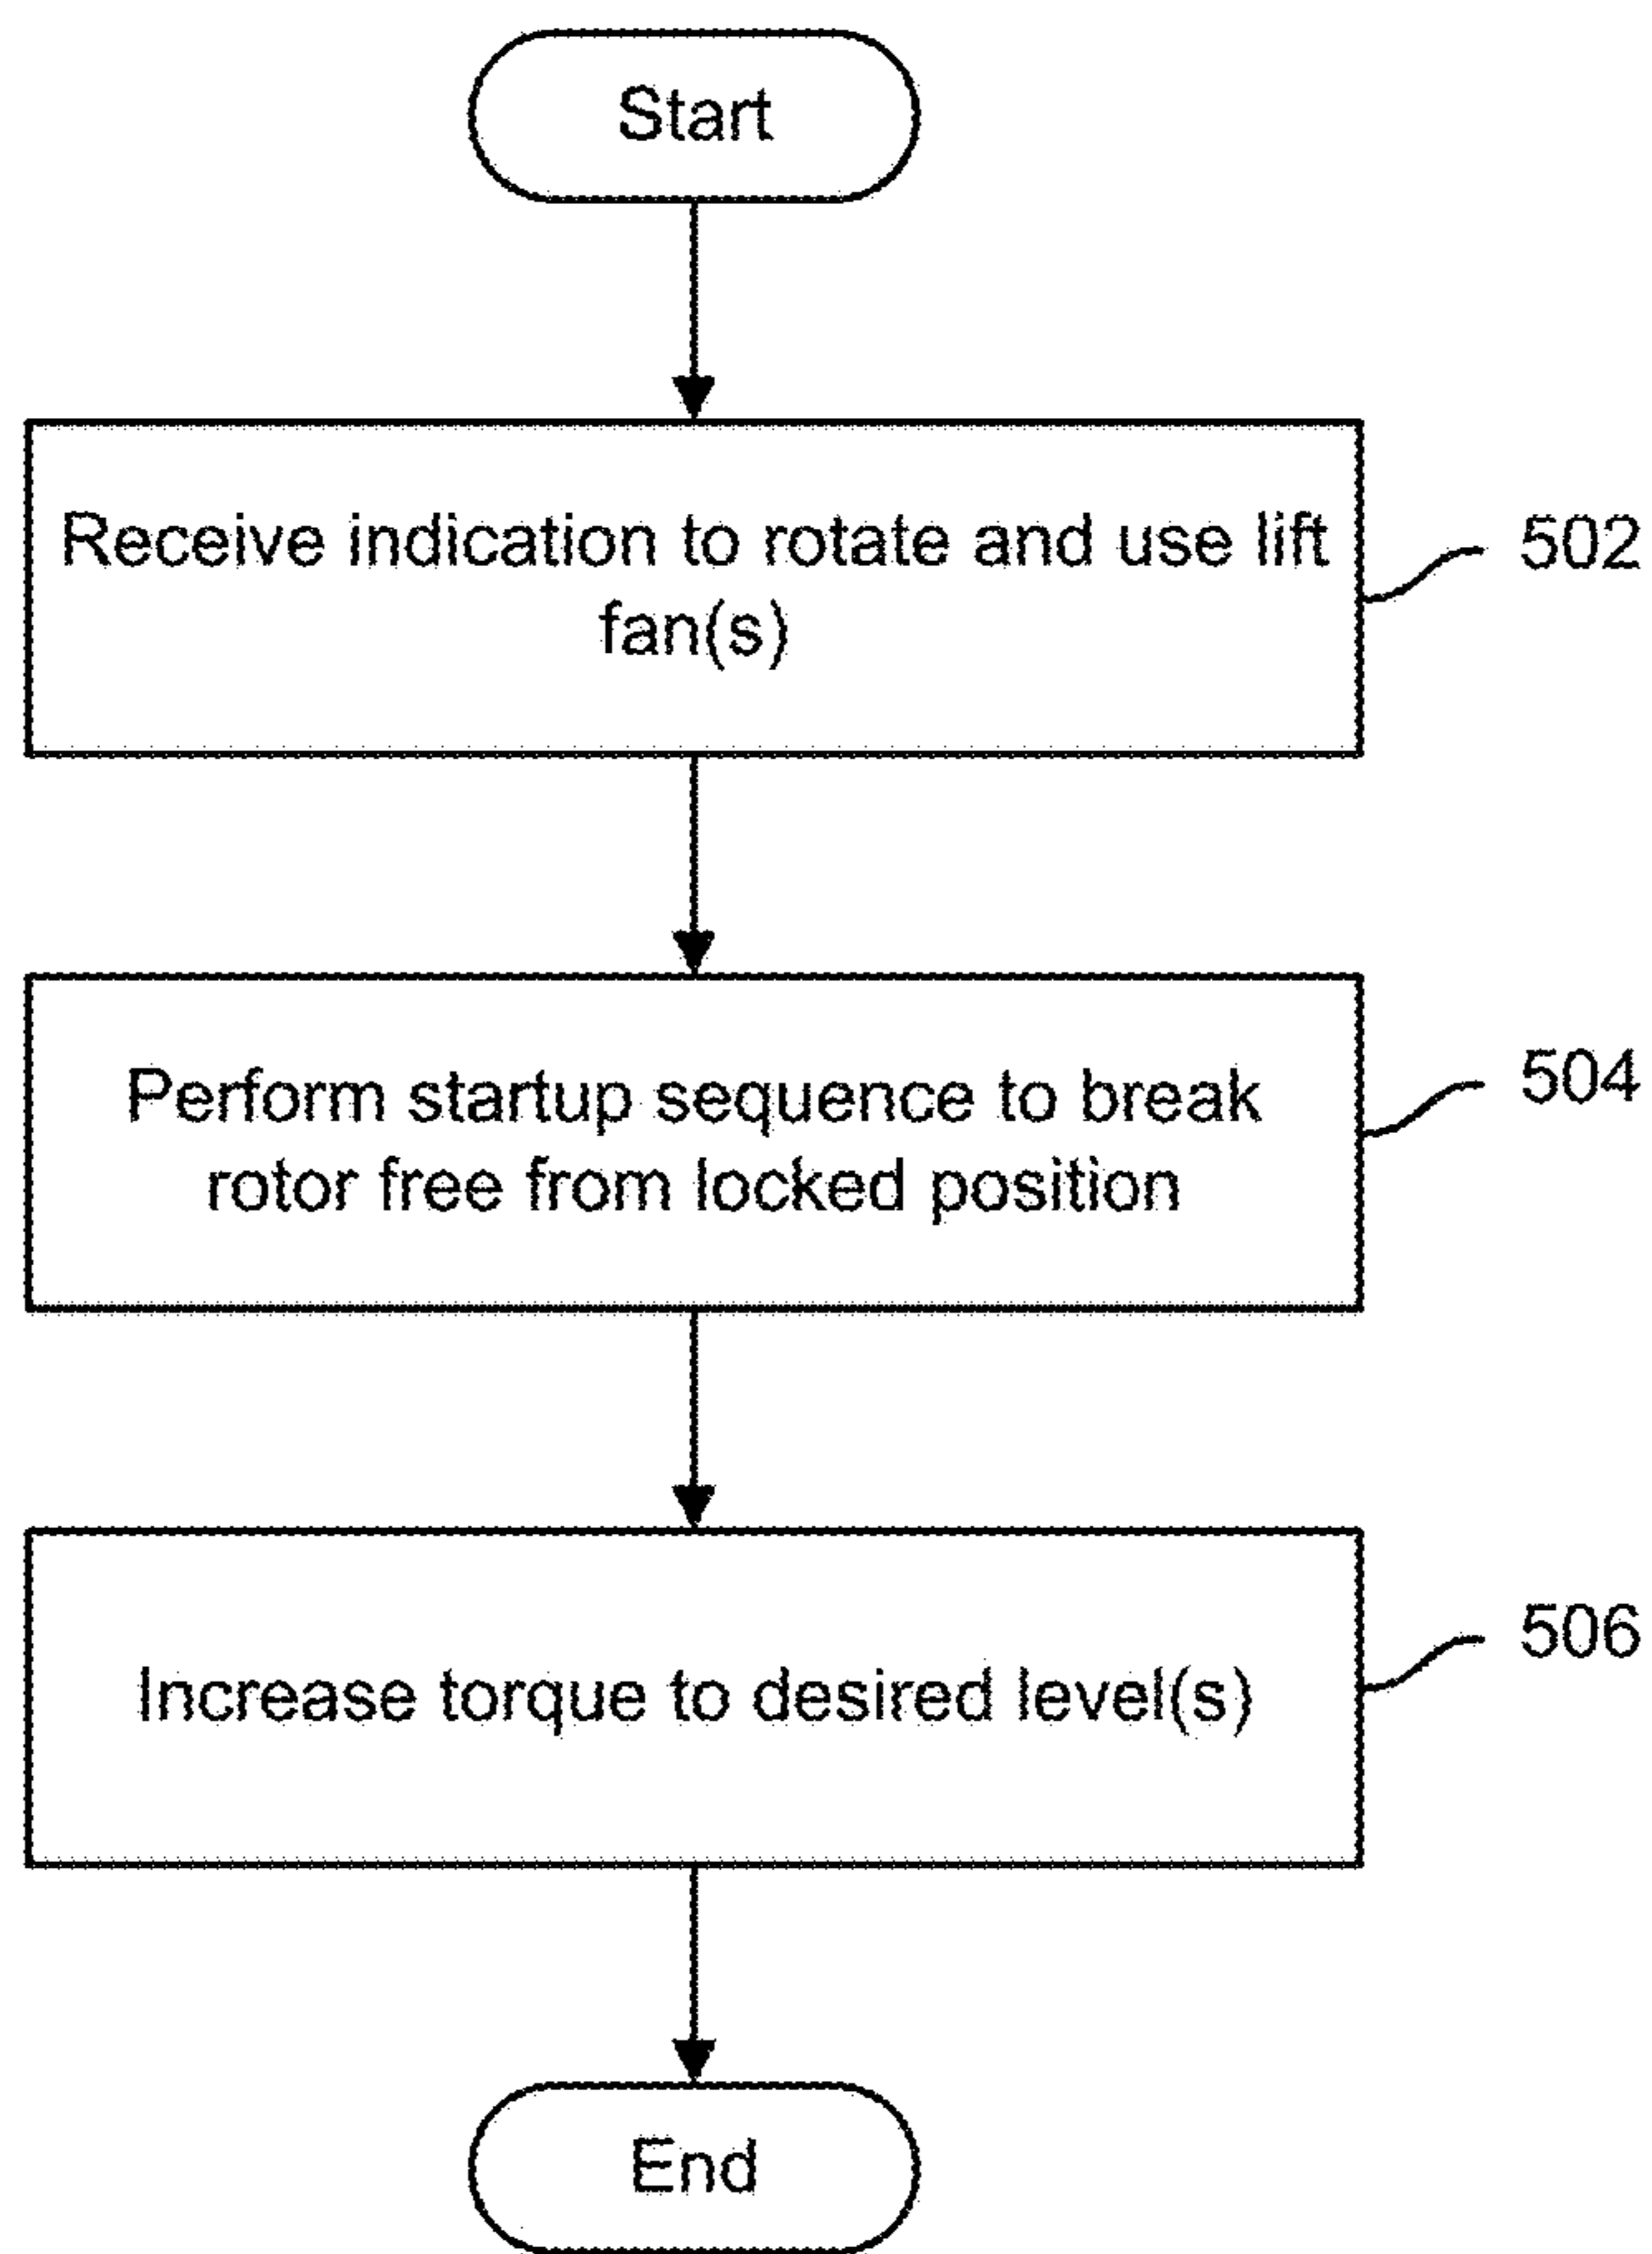 Start
Receive indication to rotate and use lift
fan(s)
502
Perform startup sequence to break
rotor free from locked position
504
Increase torque to desired level(s)
506
End